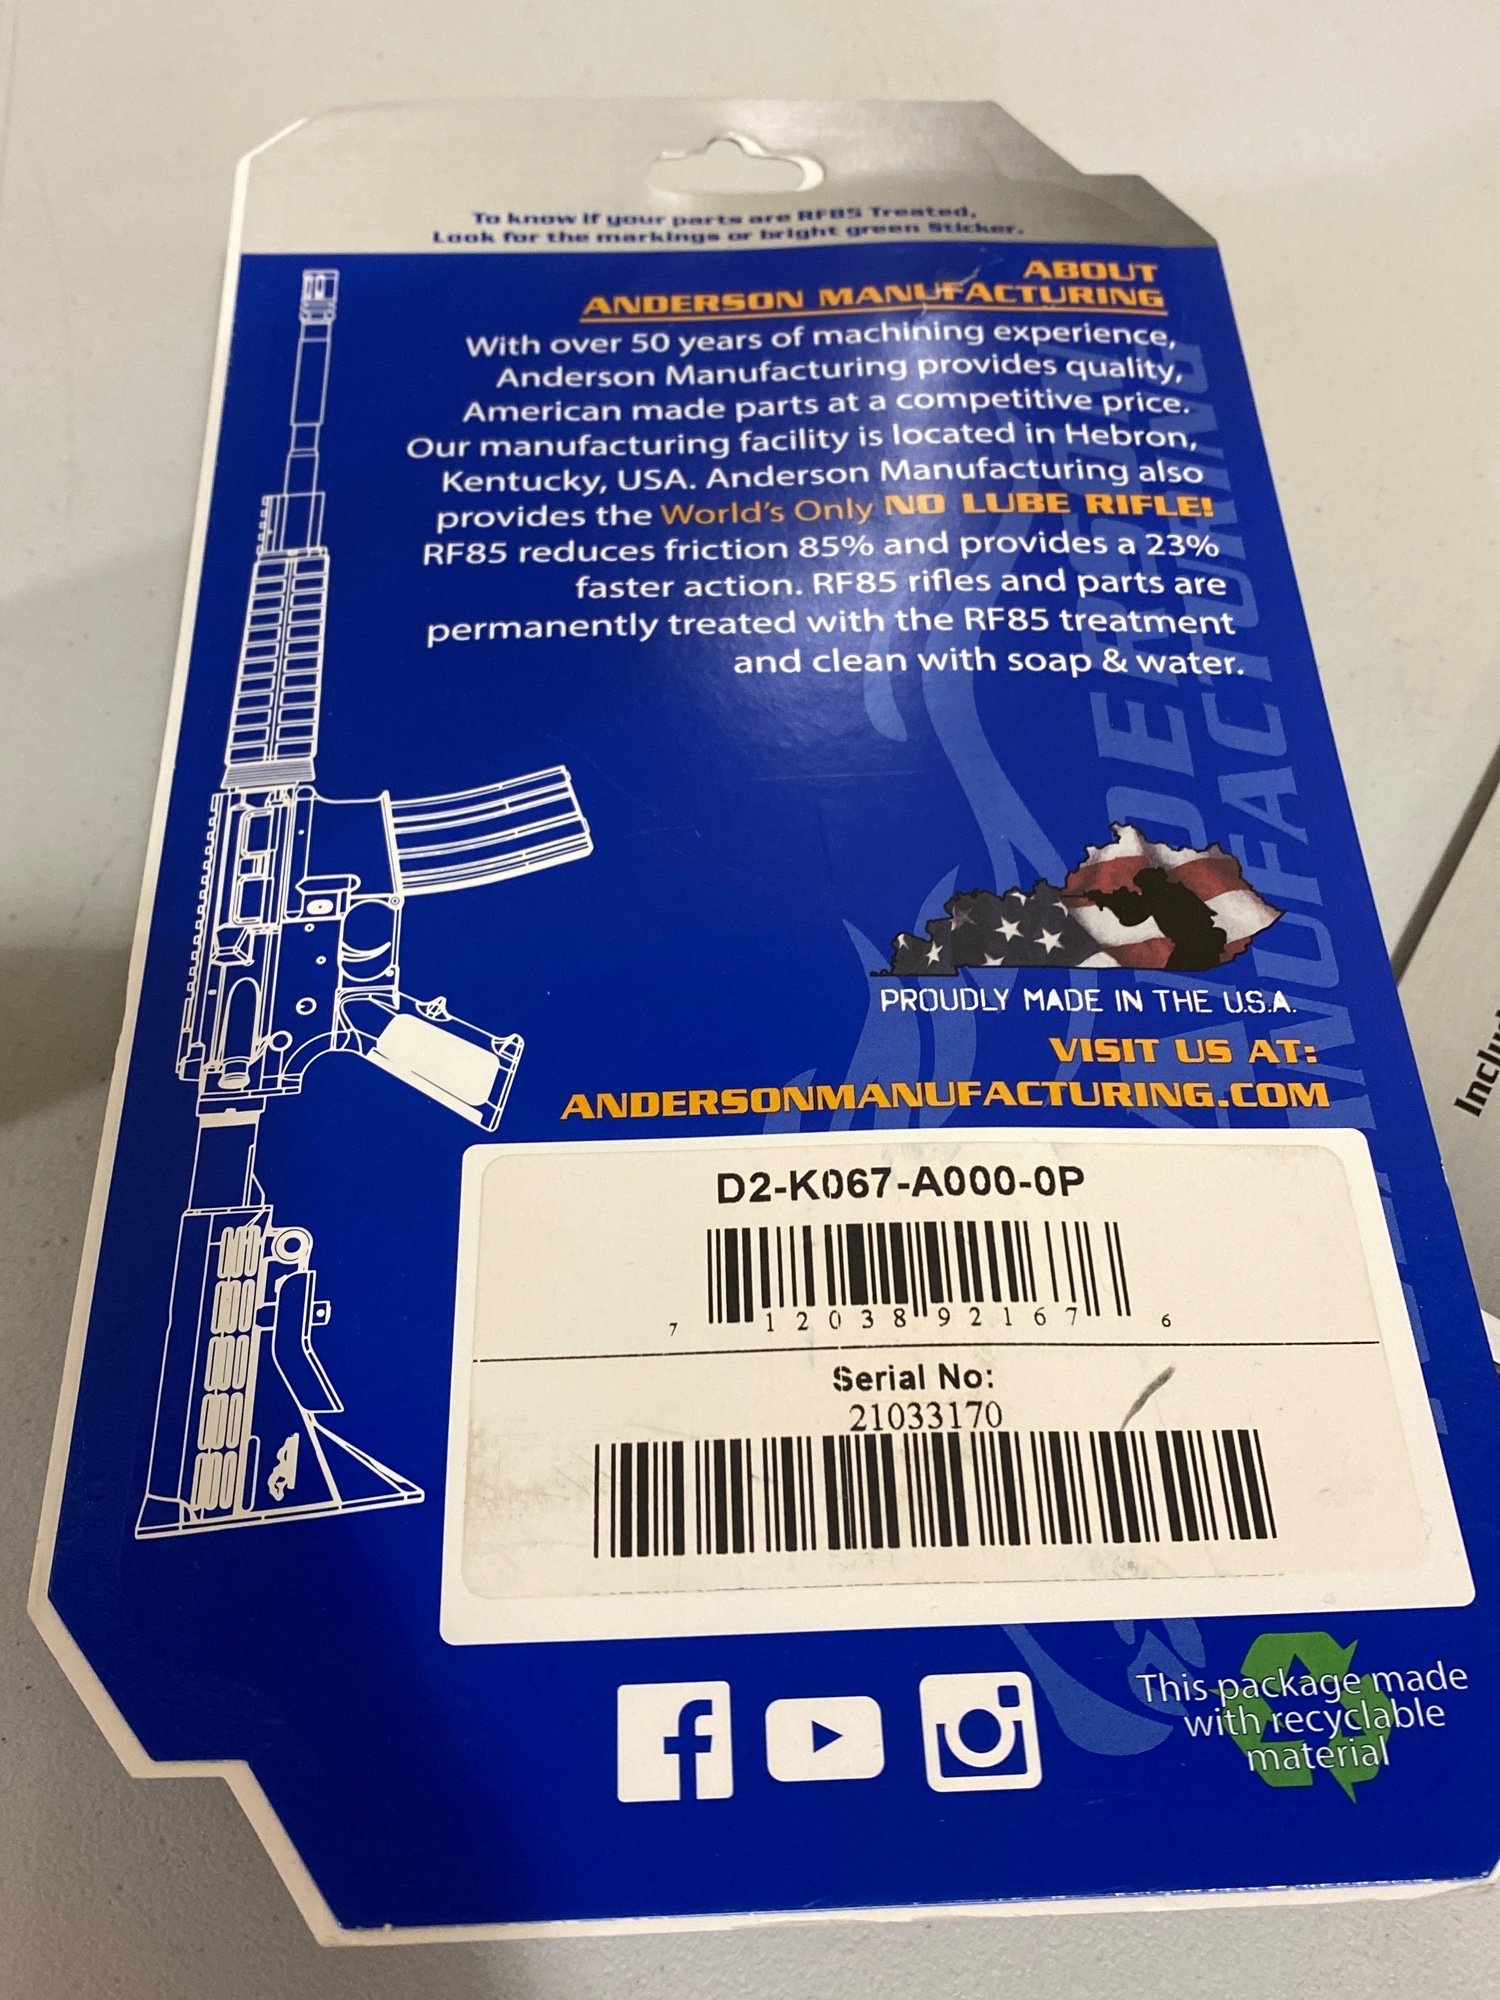 To know if your parts are RF85 Treated,
Look for the markings or bright green Sticker.
ABOUT
ANDERSON MANUFACTURING
With over 50 years of machining experience,
Anderson Manufacturing provides quality,
American made parts at a competitive price.
Our manufacturing facility is located in Hebron,
Kentucky, USA. Anderson Manufacturing also
provides the World's Only NO LUBE RIFLE!
RF85 reduces friction 85% and provides a 23%
faster action. RF85 rifles and parts are
permanently treated with the RF85 treatment
and clean with soap & water.
ANDERSON
MANUFACTURING
PROUDLY MADE IN THE U.S.A.
VISIT US AT:
ANDERSONMANUFACTURING.COM
D2-K067-A000-0P
7 12038 92167 6
Serial No:
21033170
This package made
with recyclable
material